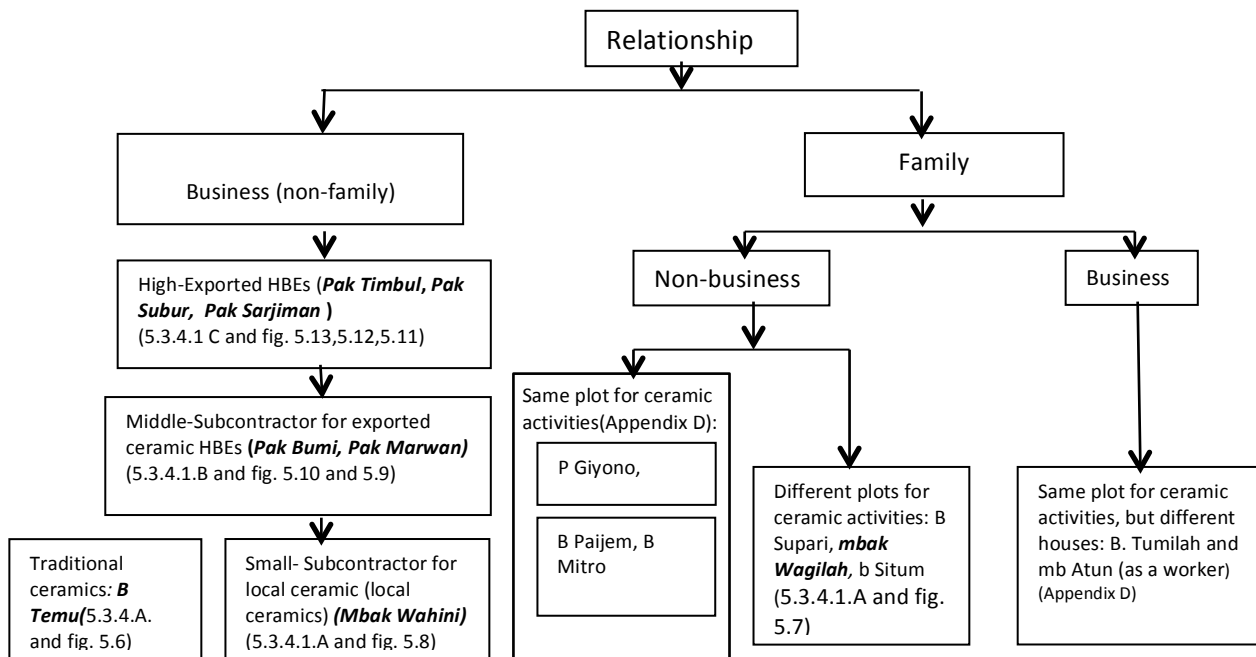 Relationship
Business (non-family)
Family
High-Exported HBEs (Pak Timbul, Pak
Subur, Pak Sarjiman )
(5.3.4.1 C and fig. 5.13,5.12,5.11)
Non-business
Business
Middle-Subcontractor for exported
ceramic HBEs (Pak Bumi, Pak Marwan)
(5.3.4.1.B and fig. 5.10 and 5.9)
Traditional
ceramics: B
Temu(5.3.4.A.
and fig. 5.6)
Small- Subcontractor for
local ceramic (local
ceramics) (Mbak Wahini)
(5.3.4.1.A and fig. 5.8)
Same plot for ceramic
activities(Appendix D):
P Giyono,
B Paijem, B
Mitro
Different plots for
ceramic activities: B
Supari, mbak
Wagilah, b Situm
(5.3.4.1.A and fig.
5.7)
Same plot for ceramic
activities, but different
houses: B. Tumilah and
mb Atun (as a worker)
(Appendix D)